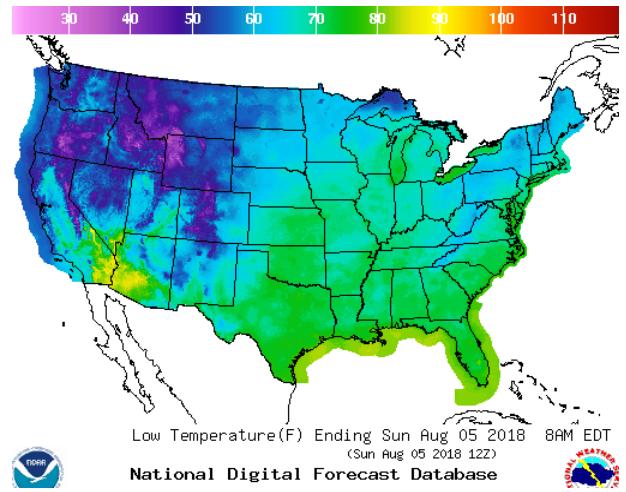 30 40 50 60 70 80 90 100 110
Low Temperature(F) Ending Sun Aug 05 2018 8AM EDT
(Sun Aug 05 2018 12Z)
National Digital Forecast Database
NOAA